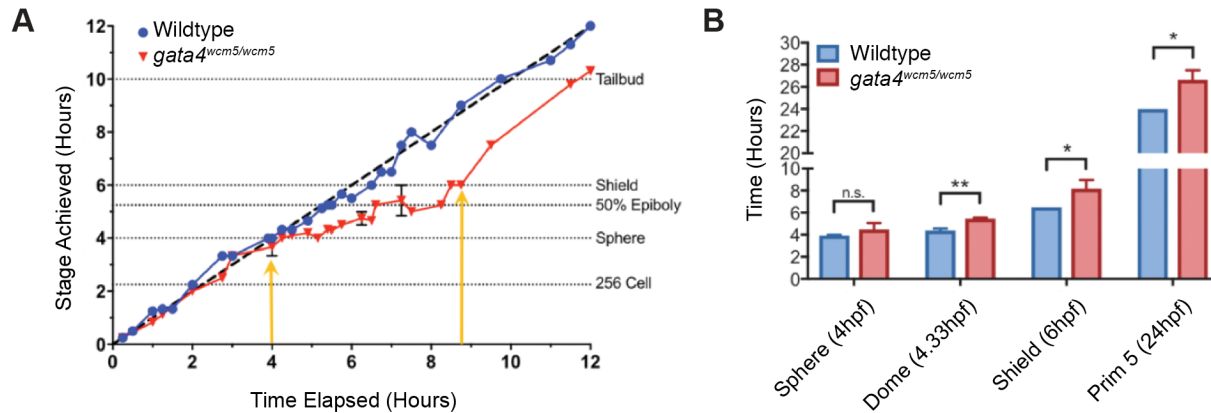 A
Wildtype
gata4wcm5/wcm5
Stage Achieved (Hours)
12
10
8
6
4
2
0
Tailbud
Shield
50% Epiboly
Sphere
256 Cell
0 2 4 6 8 10 12
Time Elapsed (Hours)
B
Wildtype
gata4wcm5/wcm5
Time (Hours)
30
28
26
24
22
20
10
8
6
4
2
0
n.s.
**
*
*
Sphere (4hpf)
Dome (4.33hpf)
Shield (6hpf)
Prim 5 (24hpf)